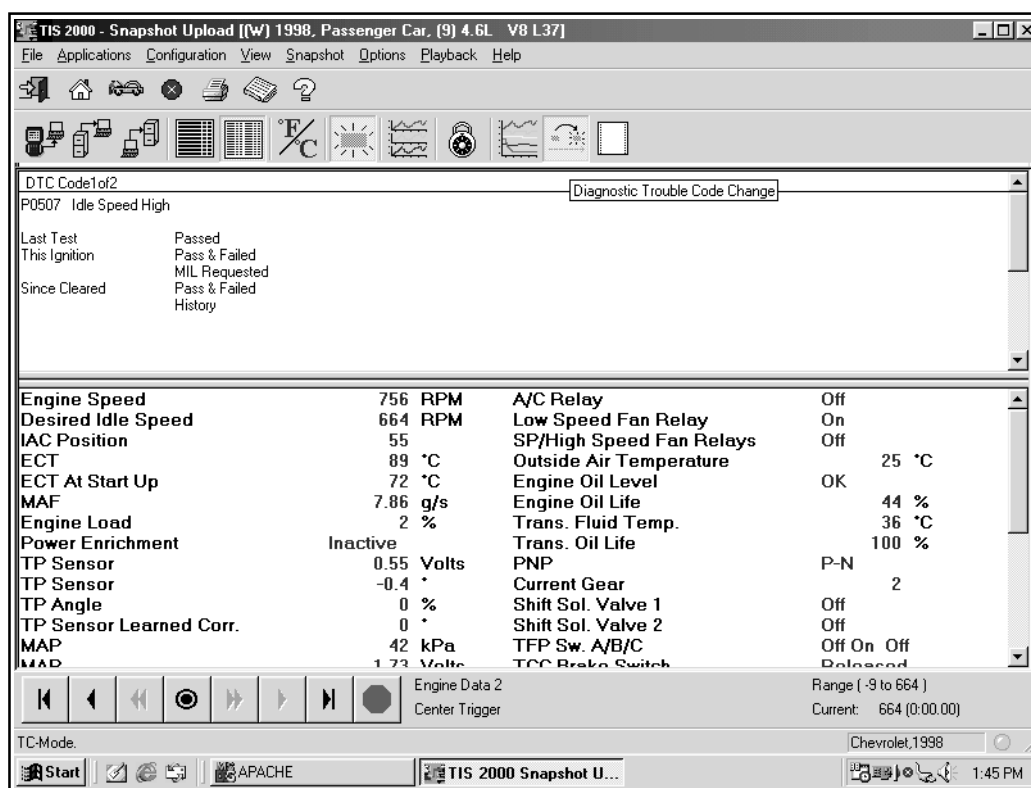 TIS 2000 - Snapshot Upload [(W) 1998, Passenger Car, (9) 4.6L V8 L37]
File Applications Configuration View Snapshot Options Playback Help
°F/C
DTC Code1of2
Diagnostic Trouble Code Change
P0507 Idle Speed High
Last Test Passed
This Ignition Pass & Failed
MIL Requested
Since Cleared Pass & Failed
History
Engine Speed 756 RPM A/C Relay Off
Desired Idle Speed 664 RPM Low Speed Fan Relay On
IAC Position 55 SP/High Speed Fan Relays Off
ECT 89 °C Outside Air Temperature 25 °C
ECT At Start Up 72 °C Engine Oil Level OK
MAF 7.86 g/s Engine Oil Life 44 %
Engine Load 2 % Trans. Fluid Temp. 36 °C
Power Enrichment Inactive Trans. Oil Life 100 %
TP Sensor 0.55 Volts PNP P-N
TP Sensor -0.4 ° Current Gear 2
TP Angle 0 % Shift Sol. Valve 1 Off
TP Sensor Learned Corr. 0 ° Shift Sol. Valve 2 Off
MAP 42 kPa TFP Sw. A/B/C Off On Off
MAP 1.73 Volts TCC Brake Switch Released
Engine Data 2 Range ( -9 to 664 )
Center Trigger Current: 664 (0:00.00)
TC-Mode. Chevrolet,1998
Start APACHE TIS 2000 Snapshot U... 1:45 PM